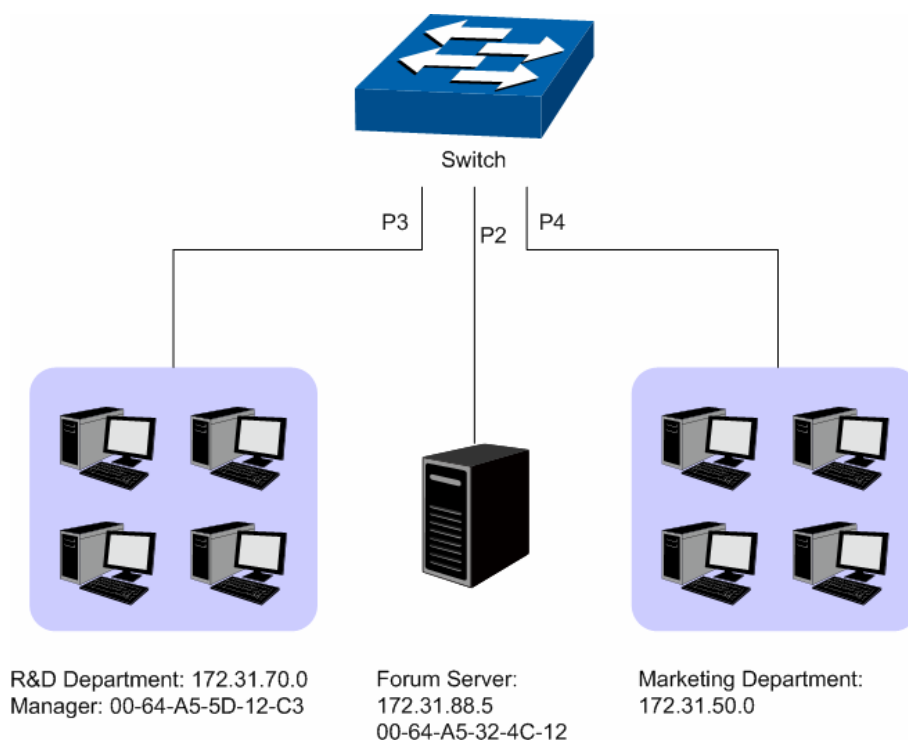 Switch
P3
P2
P4
R&D Department: 172.31.70.0
Manager: 00-64-A5-5D-12-C3
Forum Server:
172.31.88.5
00-64-A5-32-4C-12
Marketing Department:
172.31.50.0